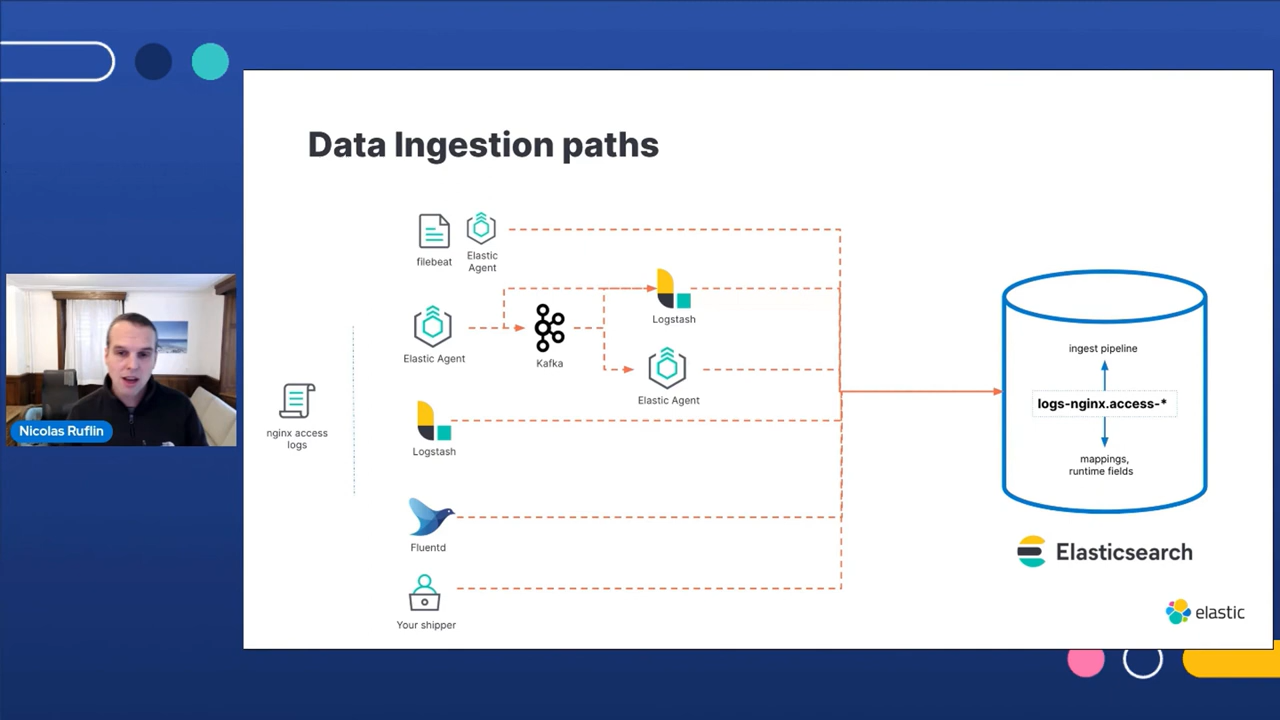 Data Ingestion paths
filebeat
Elastic
Agent
Elastic Agent
Kafka
Logstash
Elastic Agent
nginx access
logs
Logstash
Fluentd
Your shipper
ingest pipeline
logs-nginx.access-*
mappings,
runtime fields
Elasticsearch
elastic
Nicolas Ruflin